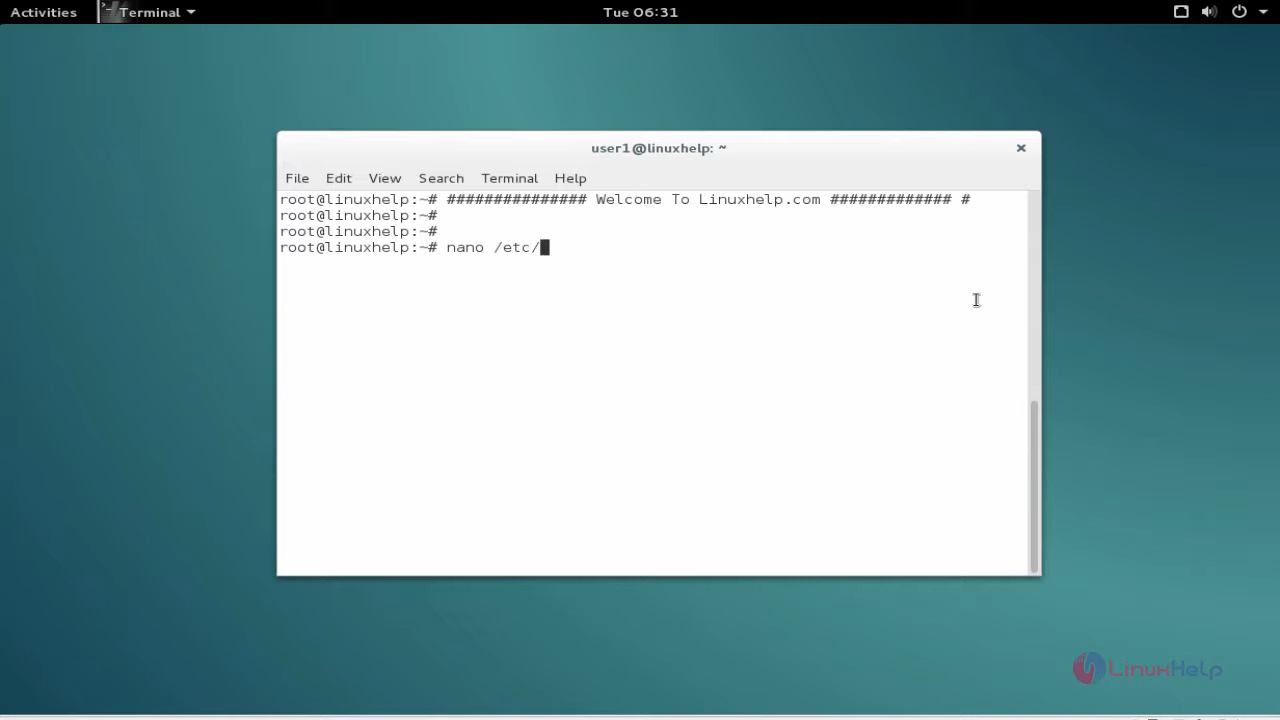 Activities
Terminal
Tue 06:31
user1@linuxhelp: ~
File Edit View Search Terminal Help
root@linuxhelp:~# ############### Welcome To Linuxhelp.com ############# #
root@linuxhelp:~#
root@linuxhelp:~#
root@linuxhelp:~# nano /etc/
LinuxHelp